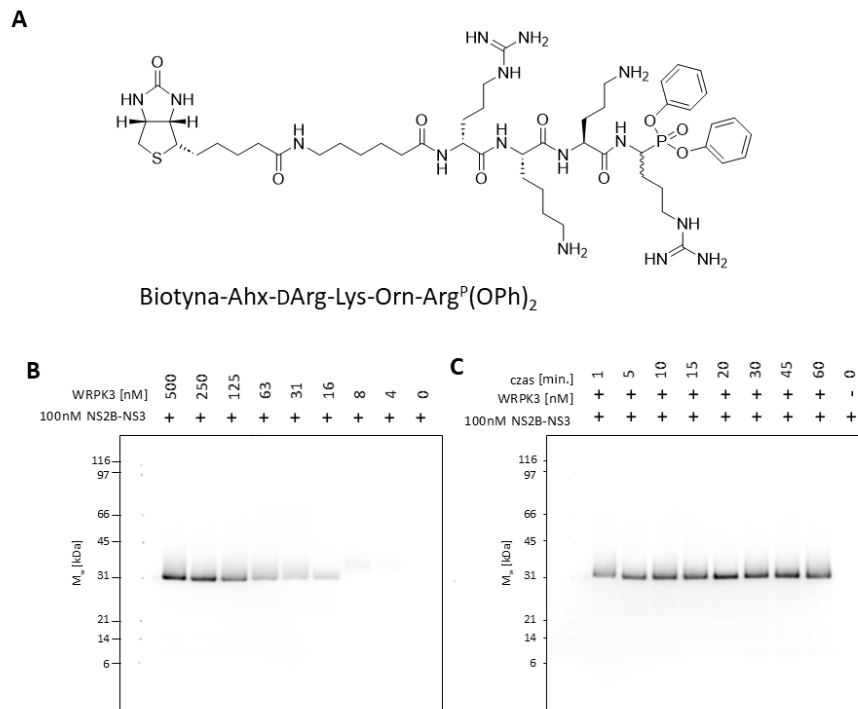 A
O
HN
NH
H
H
S
O
H
N
O
N
H
HN
NH2
NH
O
H
N
O
N
H
NH2
NH2
O
H
N
O
O
P
O
NH
HN
NH2
Biotyna-Ahx-DArg-Lys-Orn-ArgP(OPh)2
B
WRPK3 [nM] 500 250 125 63 31 16 8 4 0
100nM NS2B-NS3 + + + + + + + + +
Mw [kDa]
116
97
66
45
31
21
14
6
C
czas [min.] 1 5 10 15 20 30 45 60 0
WRPK3 [nM] + + + + + + + + -
100nM NS2B-NS3 + + + + + + + + +
Mw [kDa]
116
97
66
45
31
21
14
6